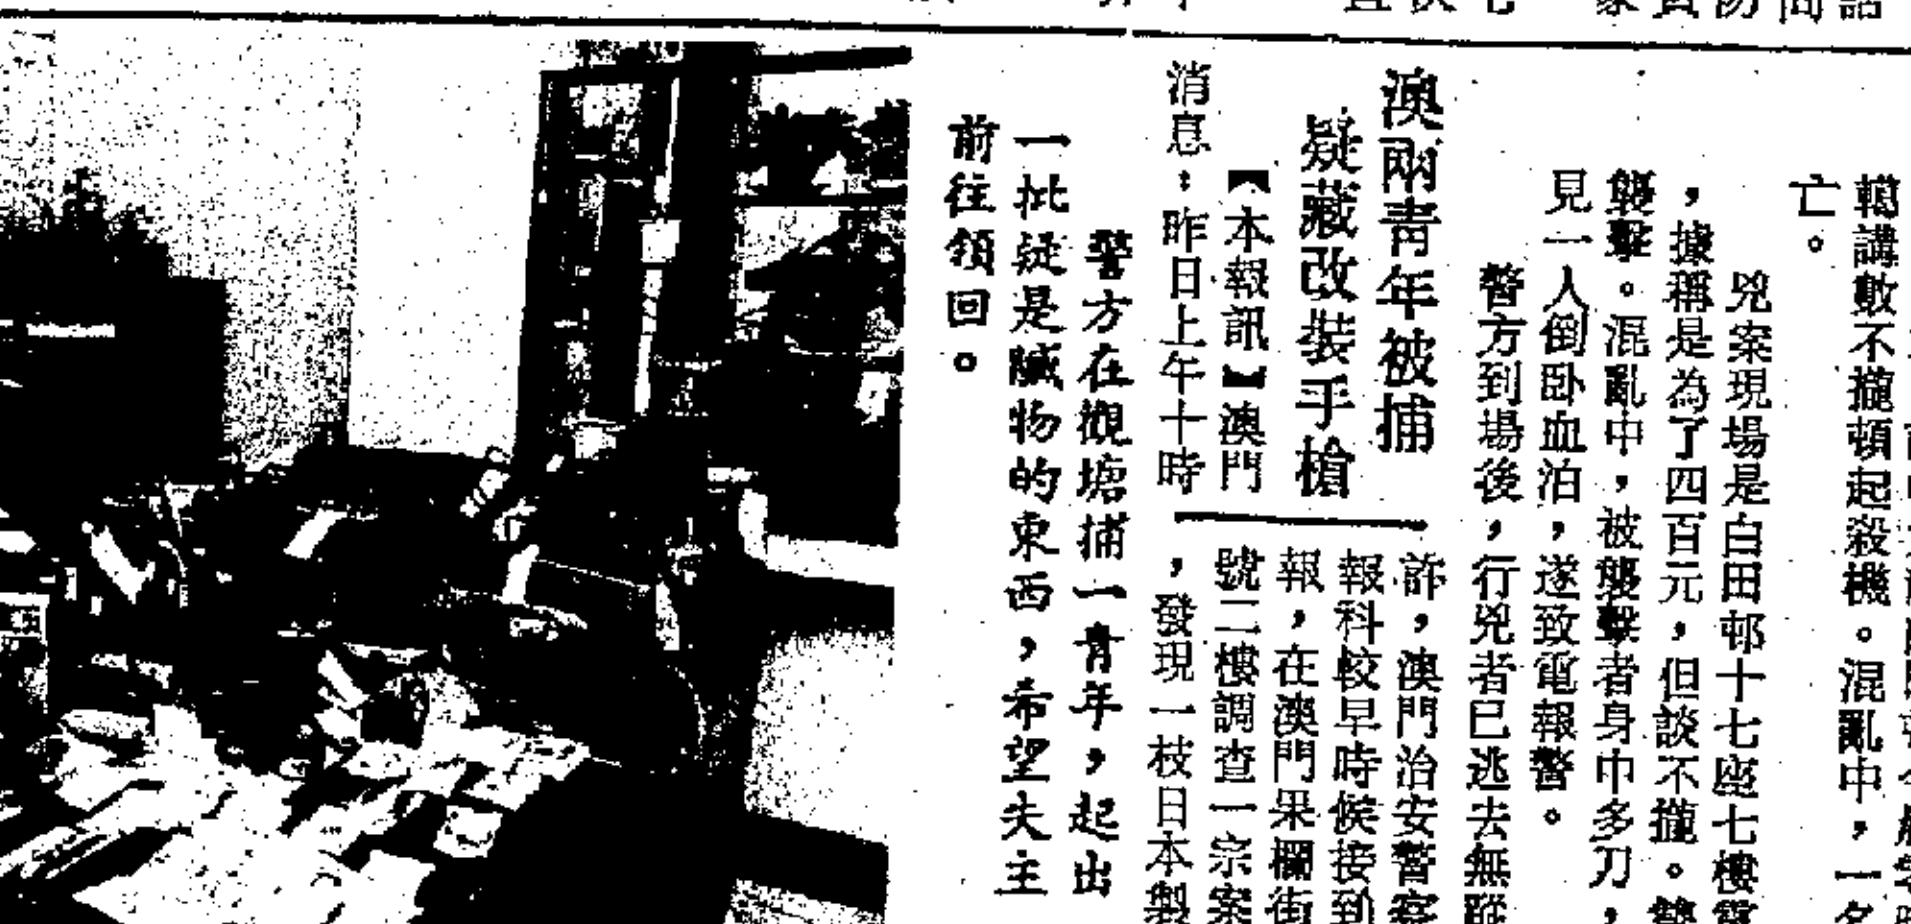 轕講數不攏頓起殺機。混亂中，一名
亡。
兇案現場是白田邨十七座七樓電
，據稱是為了四百元，但談不攏。雙
襲擊。混亂中，被襲擊者身中多刀，
見一人倒卧血泊，遂致電報警。
警方到場後，行兇者已逃去無蹤
澳兩青年被捕
疑藏改裝手槍
【本報訊】澳門
消息：昨日上午十時
許，澳門治安警察
報科較早時候接到
報，在澳門果欄街
號二樓調查一宗案
，發現一枝日本製
警方在觀塘捕一青年，起出
一批疑是贓物的東西，希望失主
前往領回。